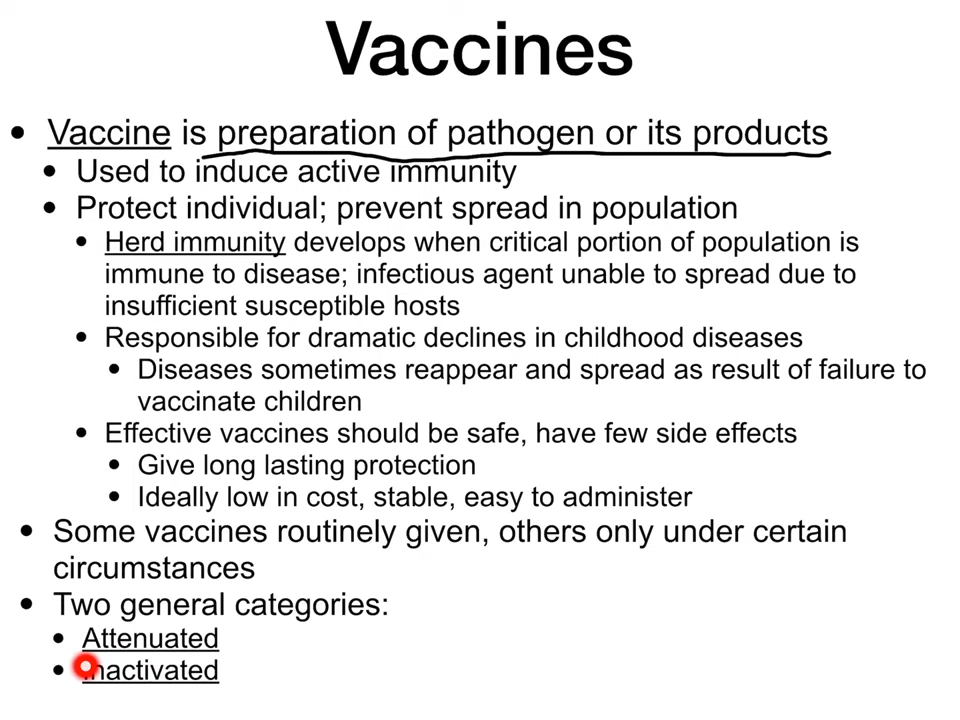 Vaccines
• Vaccine is preparation of pathogen or its products
• Used to induce active immunity
• Protect individual; prevent spread in population
• Herd immunity develops when critical portion of population is
immune to disease; infectious agent unable to spread due to
insufficient susceptible hosts
• Responsible for dramatic declines in childhood diseases
• Diseases sometimes reappear and spread as result of failure to
vaccinate children
• Effective vaccines should be safe, have few side effects
• Give long lasting protection
• Ideally low in cost, stable, easy to administer
• Some vaccines routinely given, others only under certain
circumstances
• Two general categories:
• Attenuated
• Inactivated